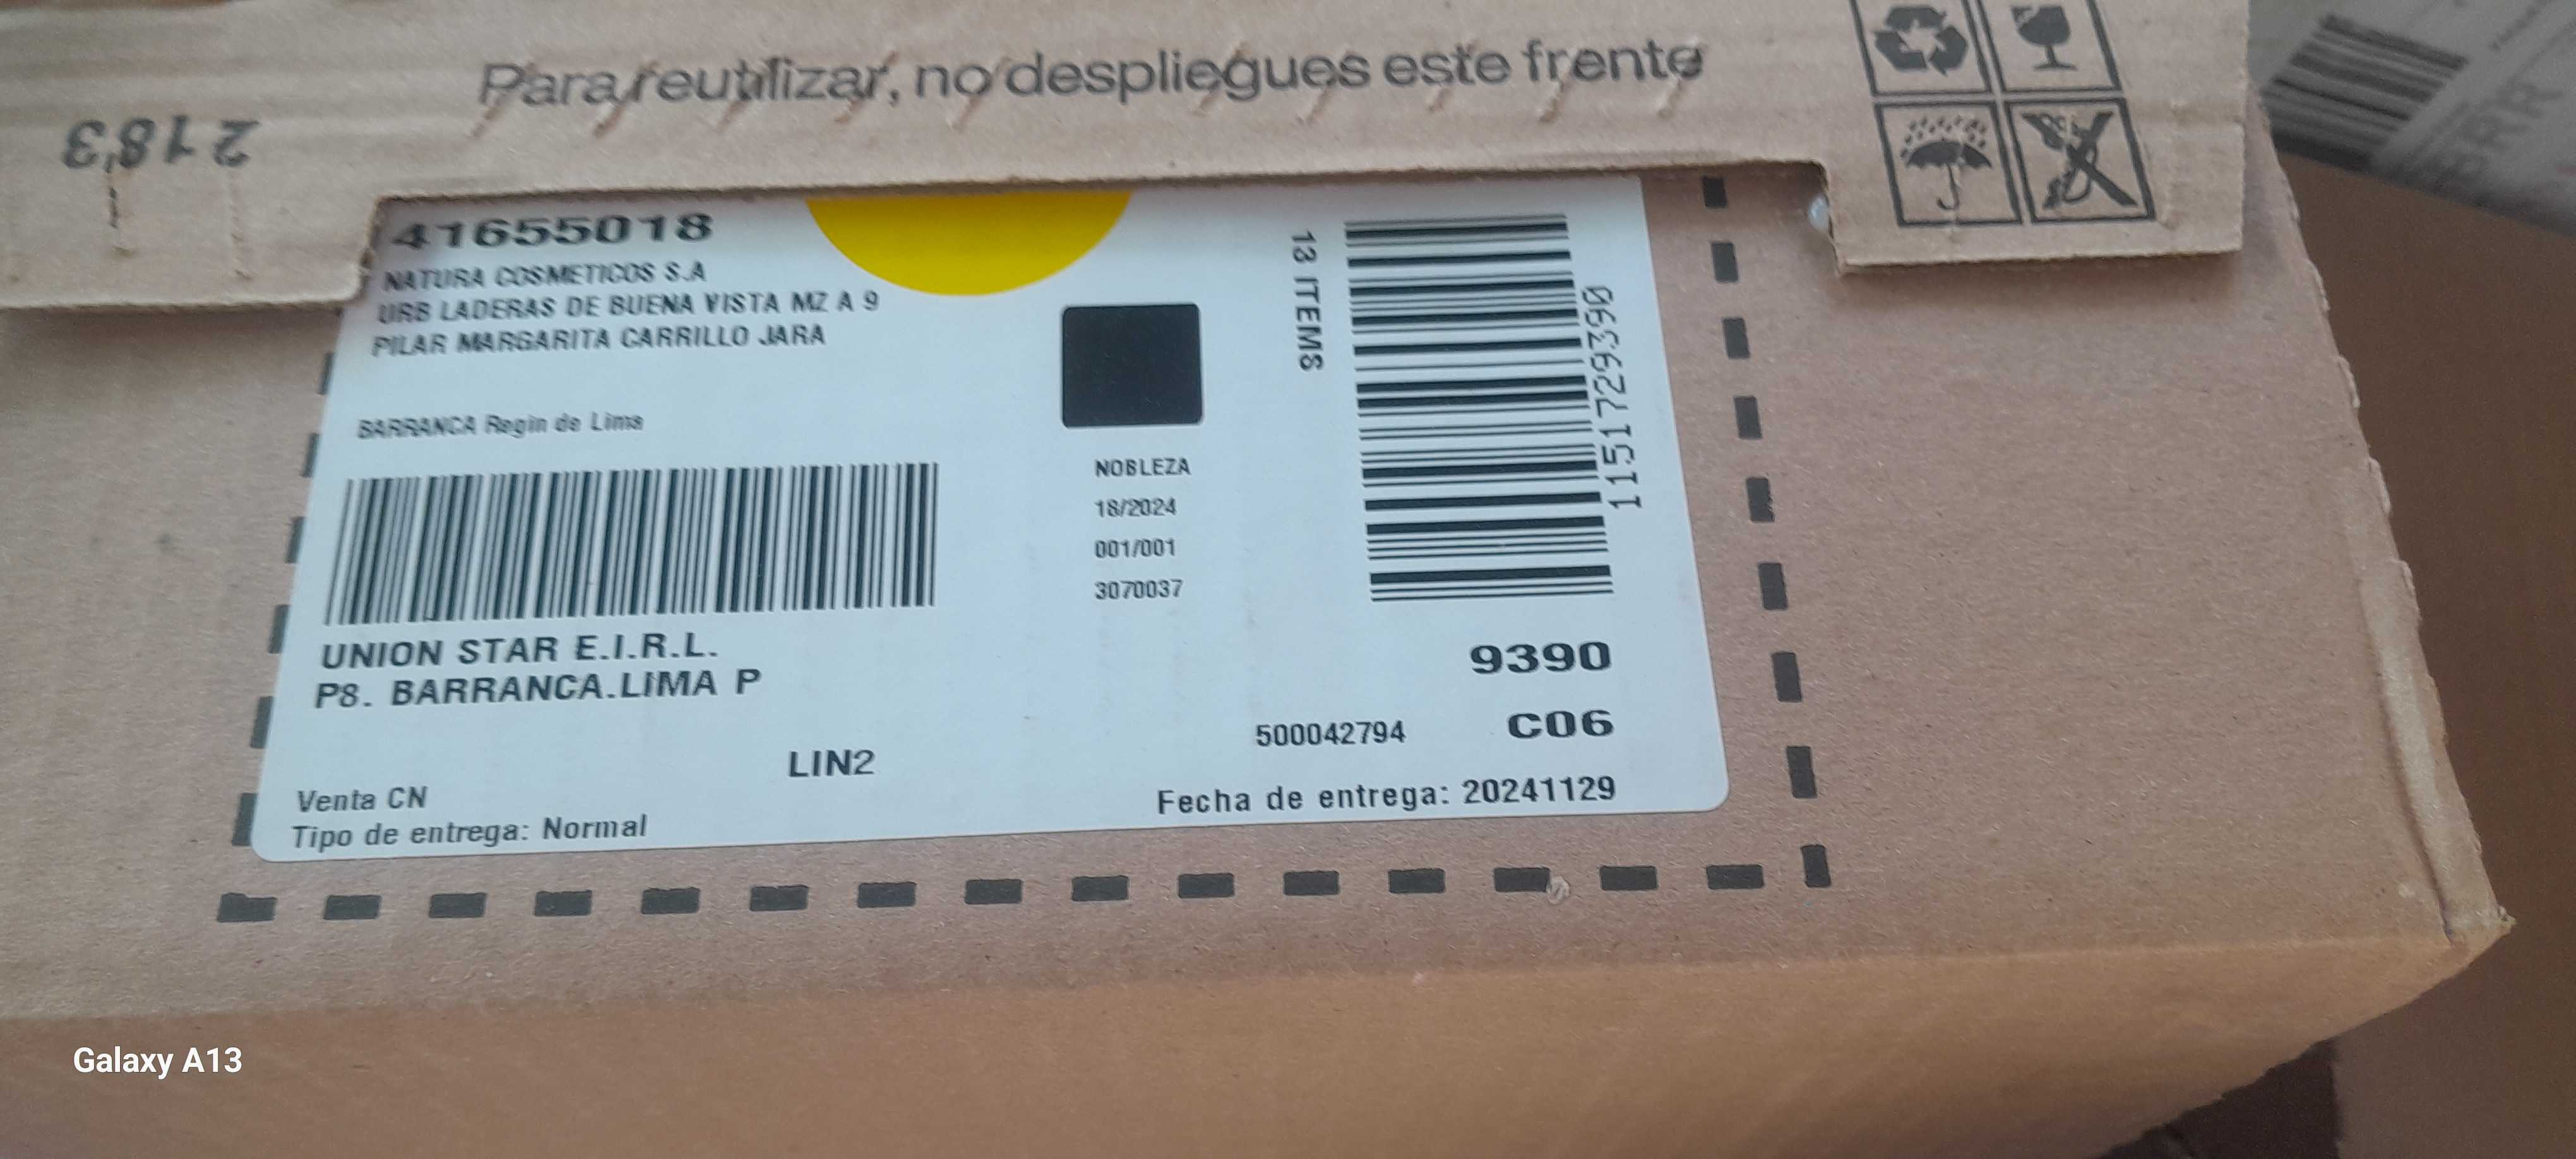 Para reutilizar, no despliegues este frente
2183
41655018
NATURA COSMETICOS S.A
URB LADERAS DE BUENA VISTA MZ A 9
PILAR MARGARITA CARRILLO JARA
BARRANCA Regin de Lima
13 ITEMS
1151729390
NOBLEZA
18/2024
001/001
3070037
UNION STAR E.I.R.L.
P8. BARRANCA.LIMA P
9390
500042794 C06
LIN2
Venta CN
Tipo de entrega: Normal
Fecha de entrega: 20241129
Galaxy A13